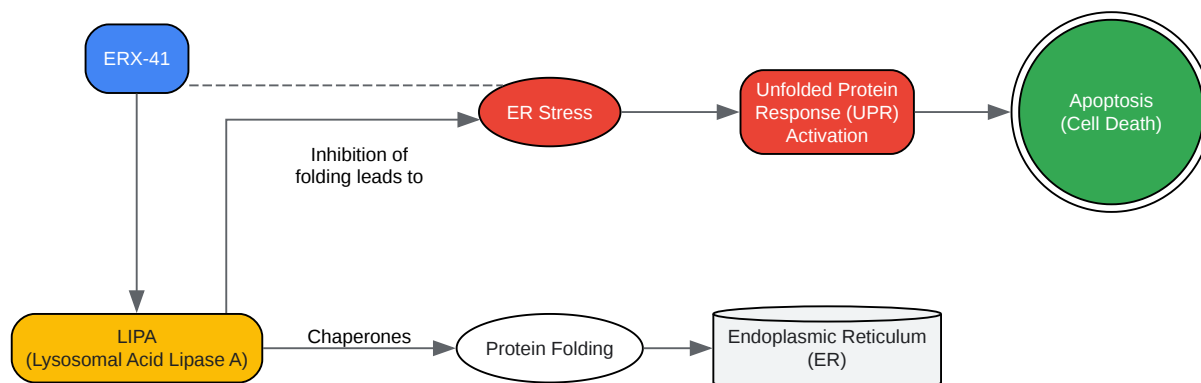 ERX-41
ER Stress
Unfolded Protein
Response (UPR)
Activation
Apoptosis
(Cell Death)
Inhibition of
folding leads to
LIPA
(Lysosomal Acid Lipase A)
Chaperones
Protein Folding
Endoplasmic Reticulum
(ER)